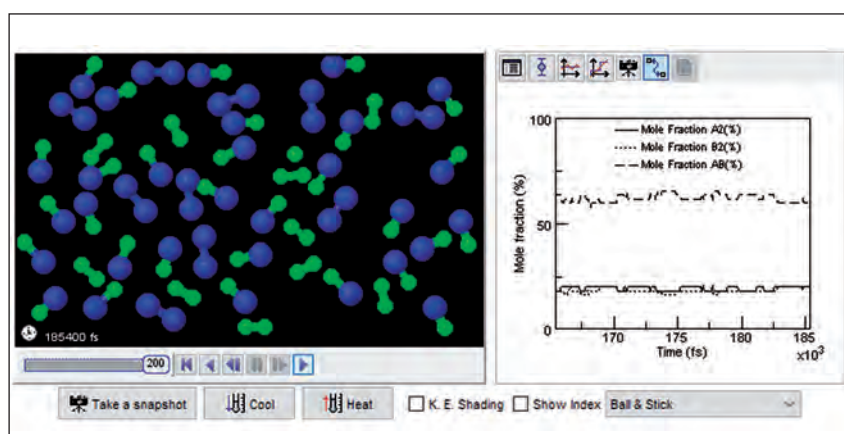 100
Mole Fraction A2(%)
Mole Fraction B2(%)
Mole Fraction AB(%)
Mole fraction (%)
50
0
170 175 180 185
Time (fs) ×10³
185400 fs
200
Take a snapshot Cool Heat K. E. Shading Show Index Ball & Stick